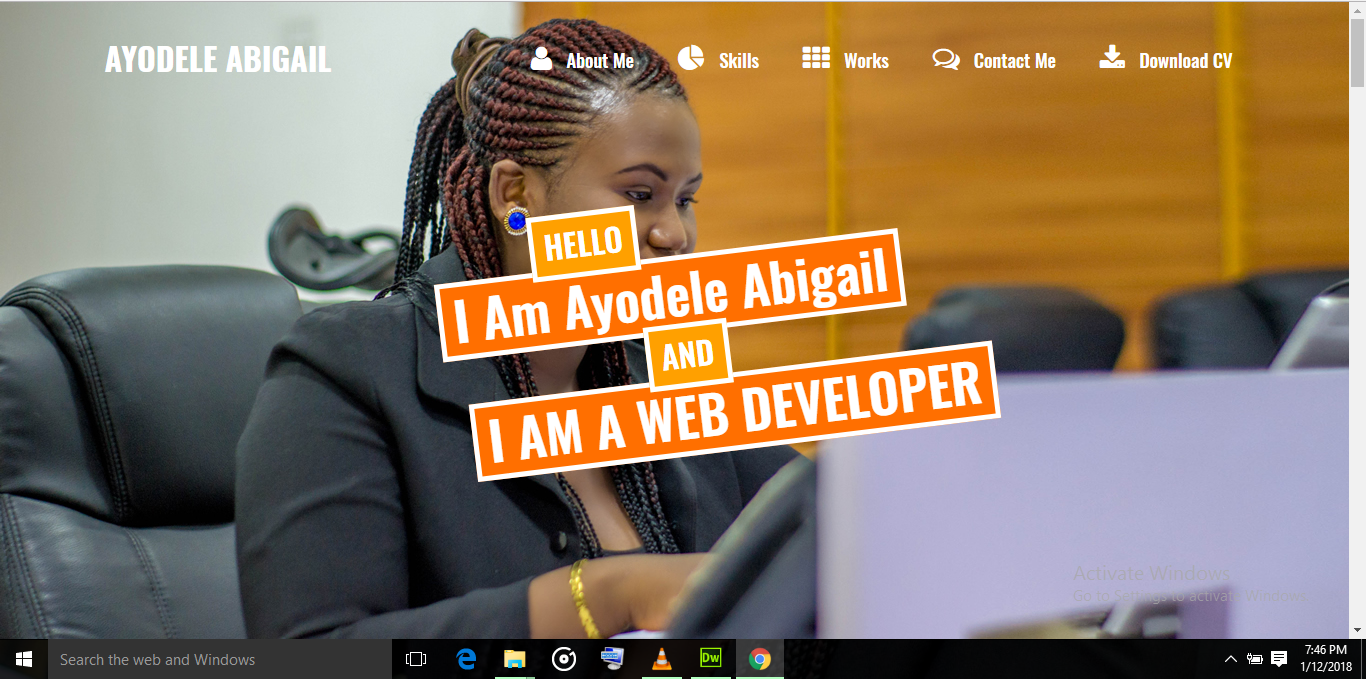 AYODELE ABIGAIL
About Me
Skills
Works
Contact Me
Download CV
HELLO
I Am Ayodele Abigail
AND
I AM A WEB DEVELOPER
Activate Windows
Go to Settings to activate Windows.
Search the web and Windows
Dw
7:46 PM
1/12/2018